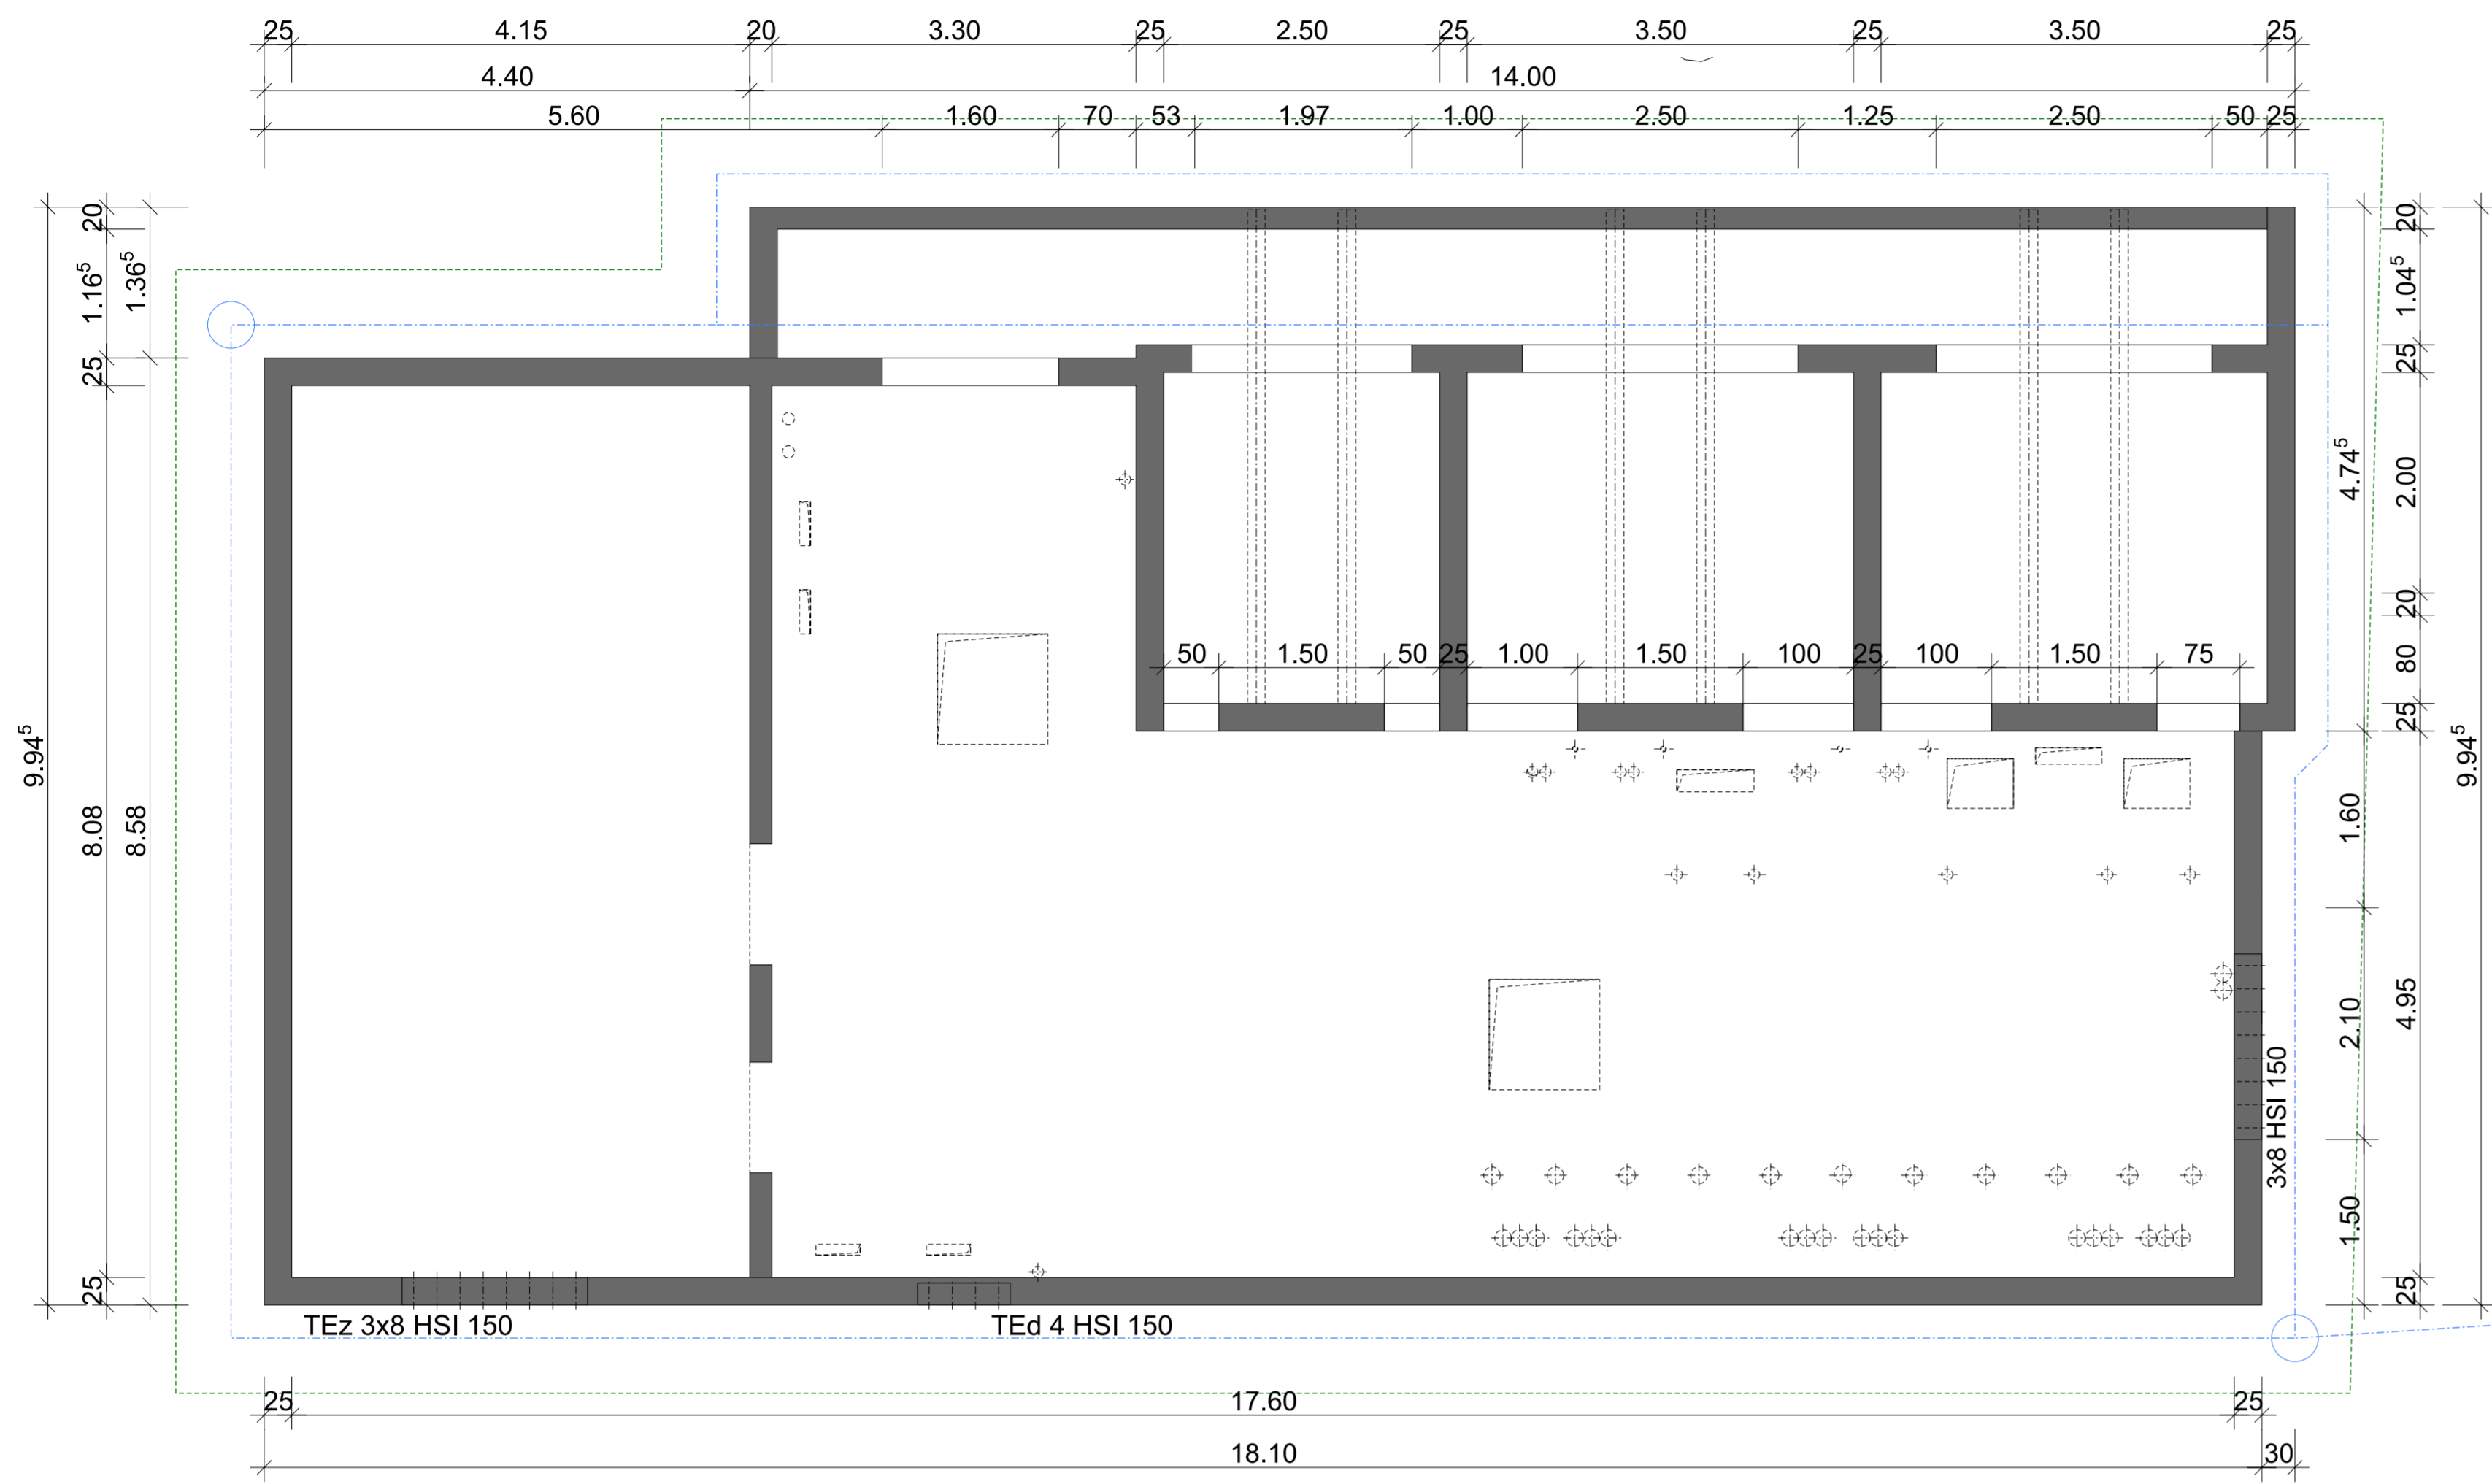 25 4.15 20 3.30 25 2.50 25 3.50 25 3.50 25
4.40 14.00
5.60 1.60 70 53 1.97 1.00 2.50 1.25 2.50 50 25
9.94⁵
20 1.16⁵ 25 8.08 25
1.36⁵ 8.58
50 1.50 50 25 1.00 1.50 100 25 100 1.50 75
4.74⁵ 1.60 2.10 1.50
20 1.04⁵ 25 2.00 20 80 25 4.95 25
9.94⁵
3x8 HSI 150
TEz 3x8 HSI 150
TEd 4 HSI 150
25 17.60 25
18.10 30